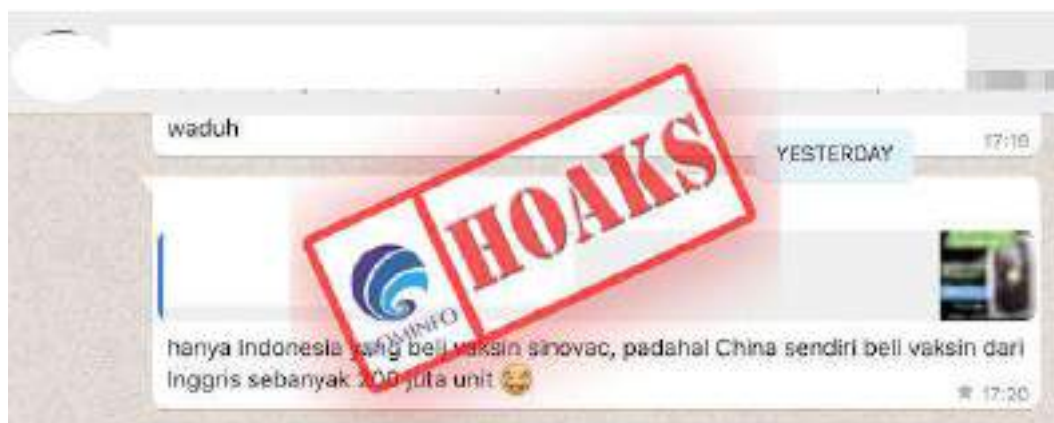 waduh
17:19
YESTERDAY
HOAKS
KOMINFO
hanya Indonesia yang beli vaksin sinovac, padahal China sendiri beli vaksin dari
Inggris sebanyak 200 juta unit
17:20